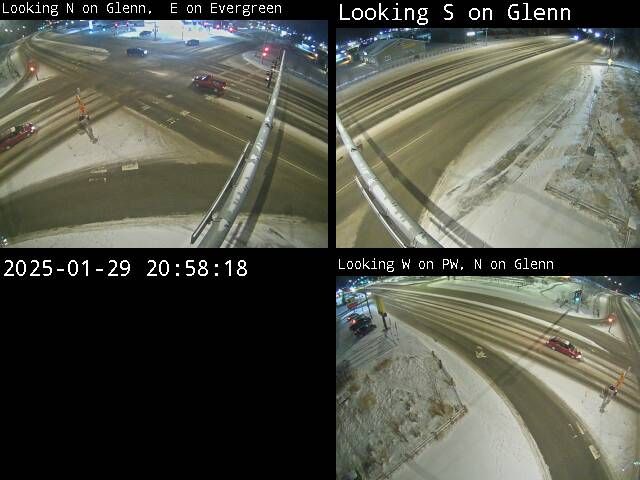 Looking N on Glenn, E on Evergreen
Looking S on Glenn
2025-01-29 20:58:18
Looking W on PW, N on Glenn